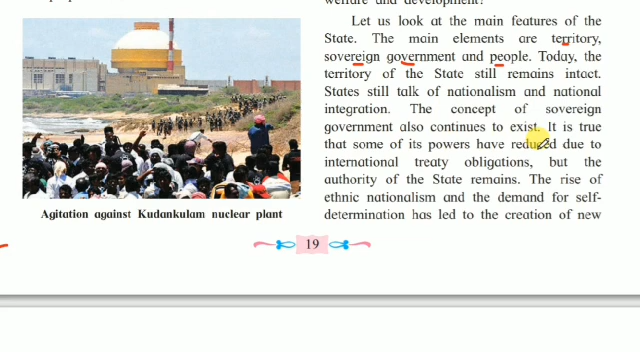 welfare and development?
Let us look at the main features of the
State. The main elements are territory,
sovereign government and people. Today, the
territory of the State still remains intact.
States still talk of nationalism and national
integration. The concept of sovereign
government also continues to exist. It is true
that some of its powers have reduced due to
international treaty obligations, but the
authority of the State remains. The rise of
ethnic nationalism and the demand for self-
determination has led to the creation of new
Agitation against Kudankulam nuclear plant
19